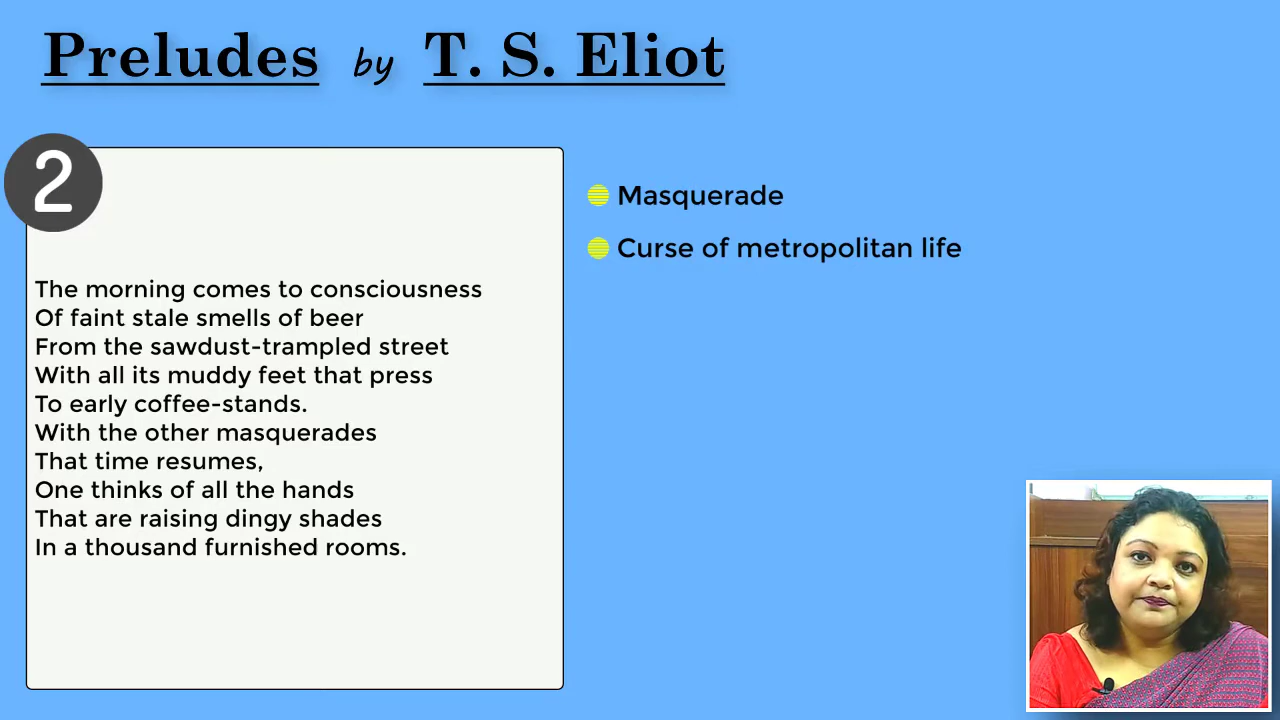 Preludes by T. S. Eliot
2
The morning comes to consciousness
Of faint stale smells of beer
From the sawdust-trampled street
With all its muddy feet that press
To early coffee-stands.
With the other masquerades
That time resumes,
One thinks of all the hands
That are raising dingy shades
In a thousand furnished rooms.
Masquerade
Curse of metropolitan life